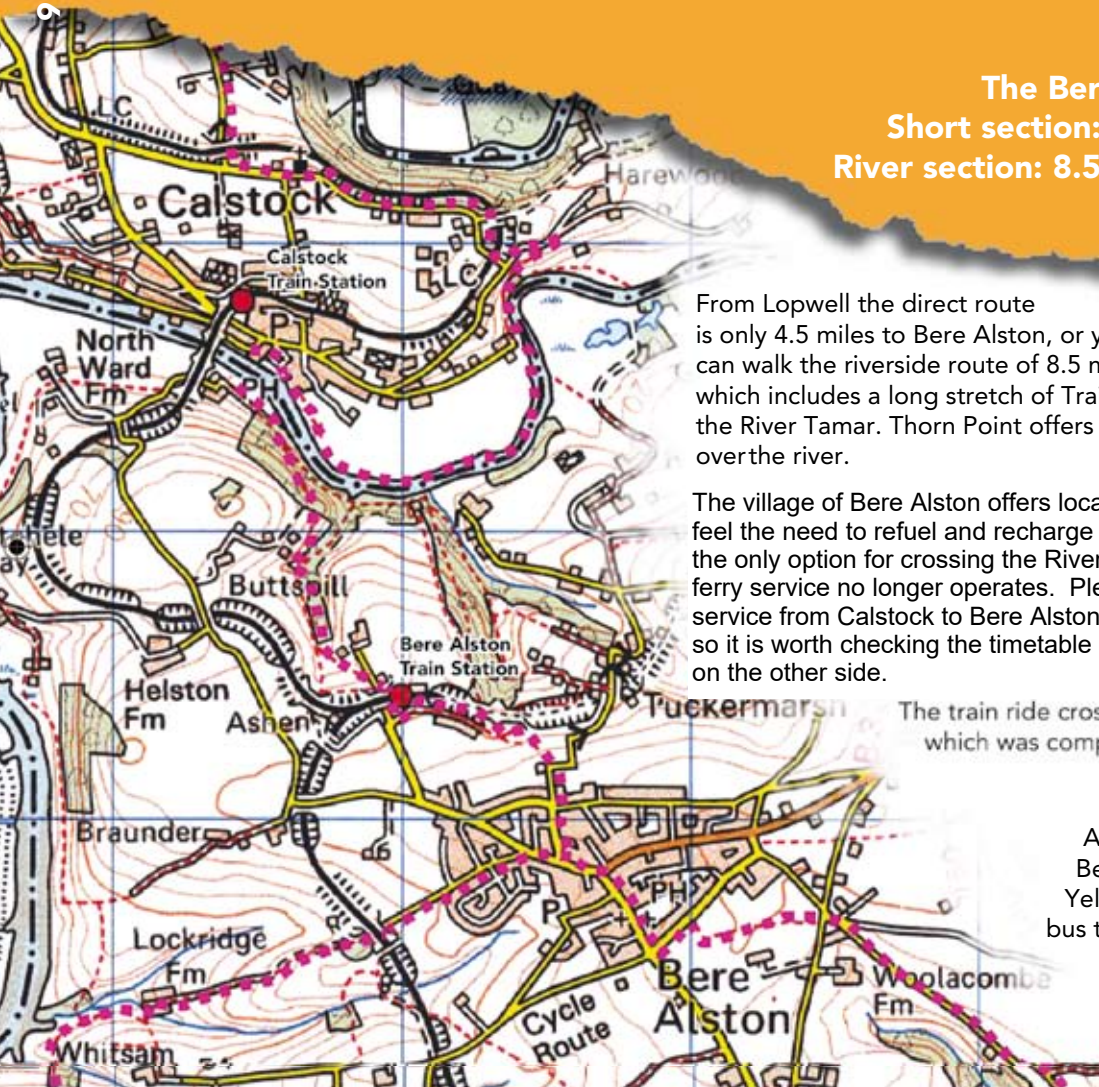 6
The Ber
Short section:
River section: 8.5
LC
Harewood
Calstock
Calstock
Train Station
LC
P
North
Ward
Fm
PH
From Lopwell the direct route
is only 4.5 miles to Bere Alston, or y
can walk the riverside route of 8.5 m
which includes a long stretch of Trai
the River Tamar. Thorn Point offers
overthe river.
The village of Bere Alston offers loca
feel the need to refuel and recharge
the only option for crossing the River
ferry service no longer operates.  Ple
service from Calstock to Bere Alston
so it is worth checking the timetable
on the other side.
Buttspill
Bere Alston
Train Station
Helston
Fm
Ashen
Tuckermarsh
The train ride cros
which was comp
Braunder
A
Be
Yel
bus t
PH
P
Lockridge
Fm
Bere
Alston
Woolacombe
Fm
Cycle
Route
Whitsam